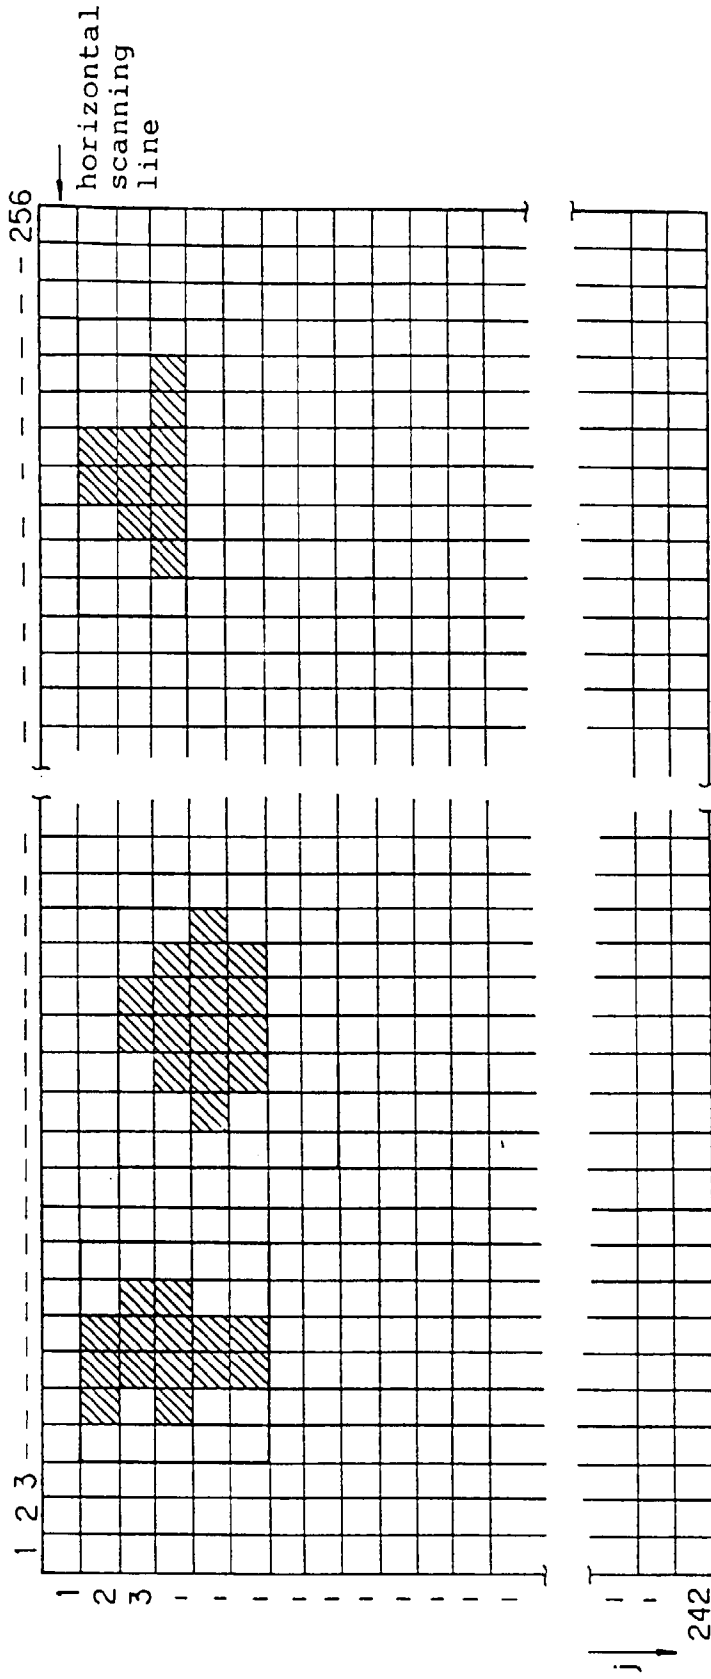 1 2 3 – – – – – – – – – – – – – – – 256
horizontal
scanning
line
1
2
3
242
j